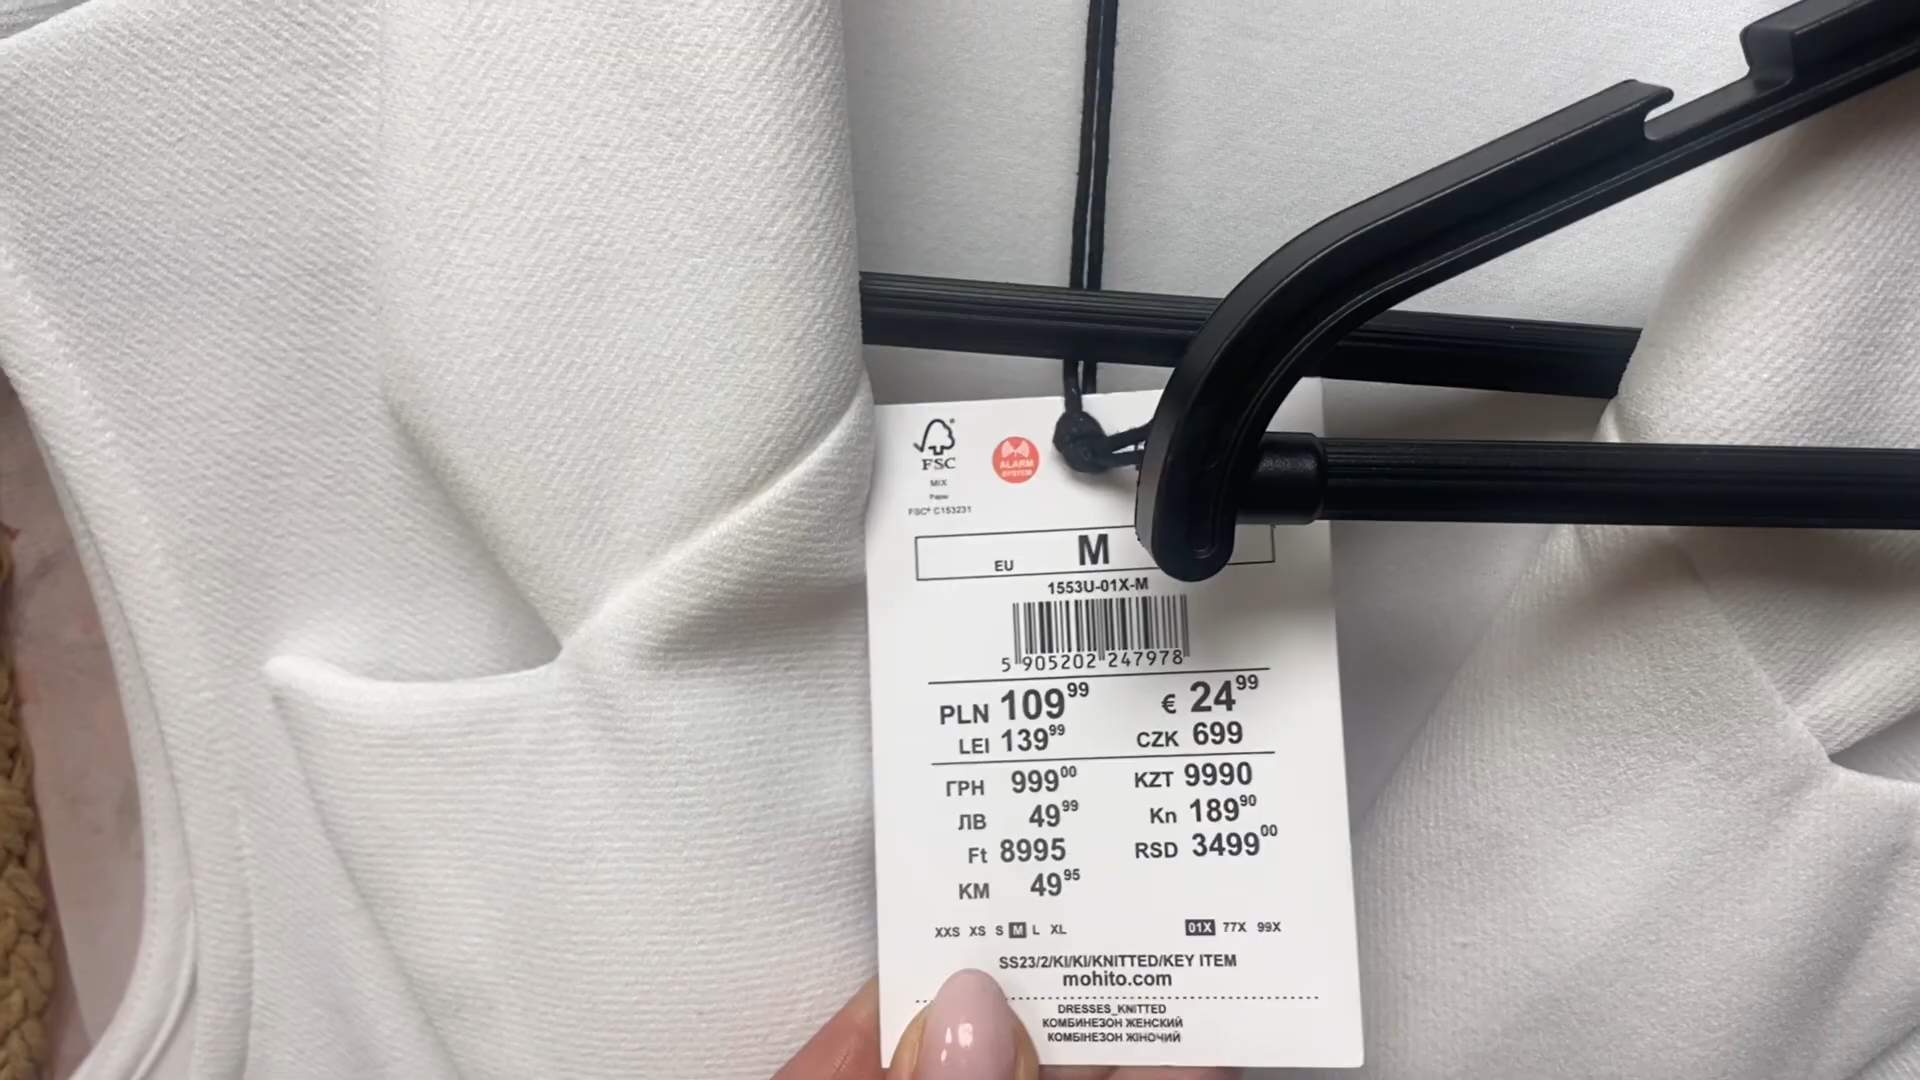 FSC®
ALARM
SYSTEM
MIX
Paper
FSC® C153231
EU M
1553U-01X-M
5 905202 247978
PLN 109⁹⁹ € 24⁹⁹
LEI 139⁹⁹ CZK 699
ГРН 999⁰⁰ KZT 9990
ЛВ 49⁹⁹ Kn 189⁹⁰
Ft 8995 RSD 3499⁰⁰
KM 49⁹⁵
XXS XS S M L XL 01X 77X 99X
SS23/2/KI/KI/KNITTED/KEY ITEM
mohito.com
DRESSES_KNITTED
КОМБИНЕЗОН ЖЕНСКИЙ
КОМБІНЕЗОН ЖІНОЧИЙ